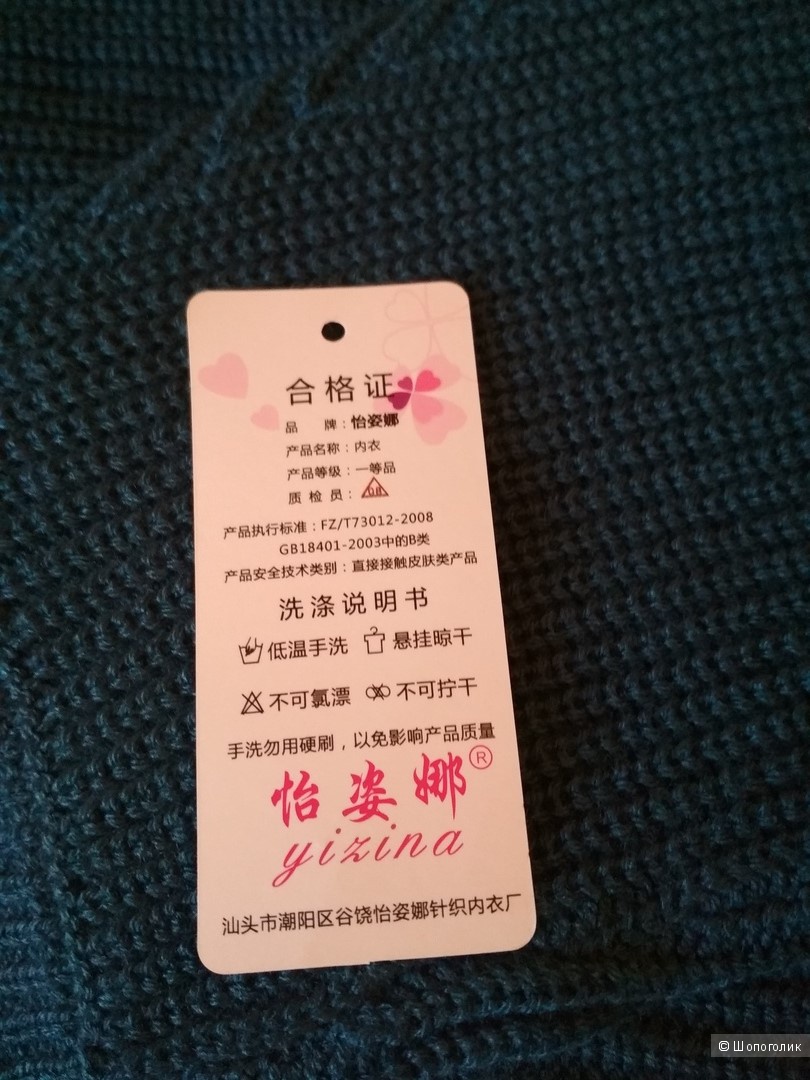 合格证
品 牌：怡姿娜
产品名称：内衣
产品等级：一等品
质 检 员：
产品执行标准：FZ/T73012-2008
GB18401-2003中的B类
产品安全技术类别：直接接触皮肤类产品
洗涤说明书
低温手洗 悬挂晾干
不可氯漂 不可拧干
手洗勿用硬刷，以免影响产品质量
怡姿娜®
yizina
汕头市潮阳区谷饶怡姿娜针织内衣厂
© Шопоголик